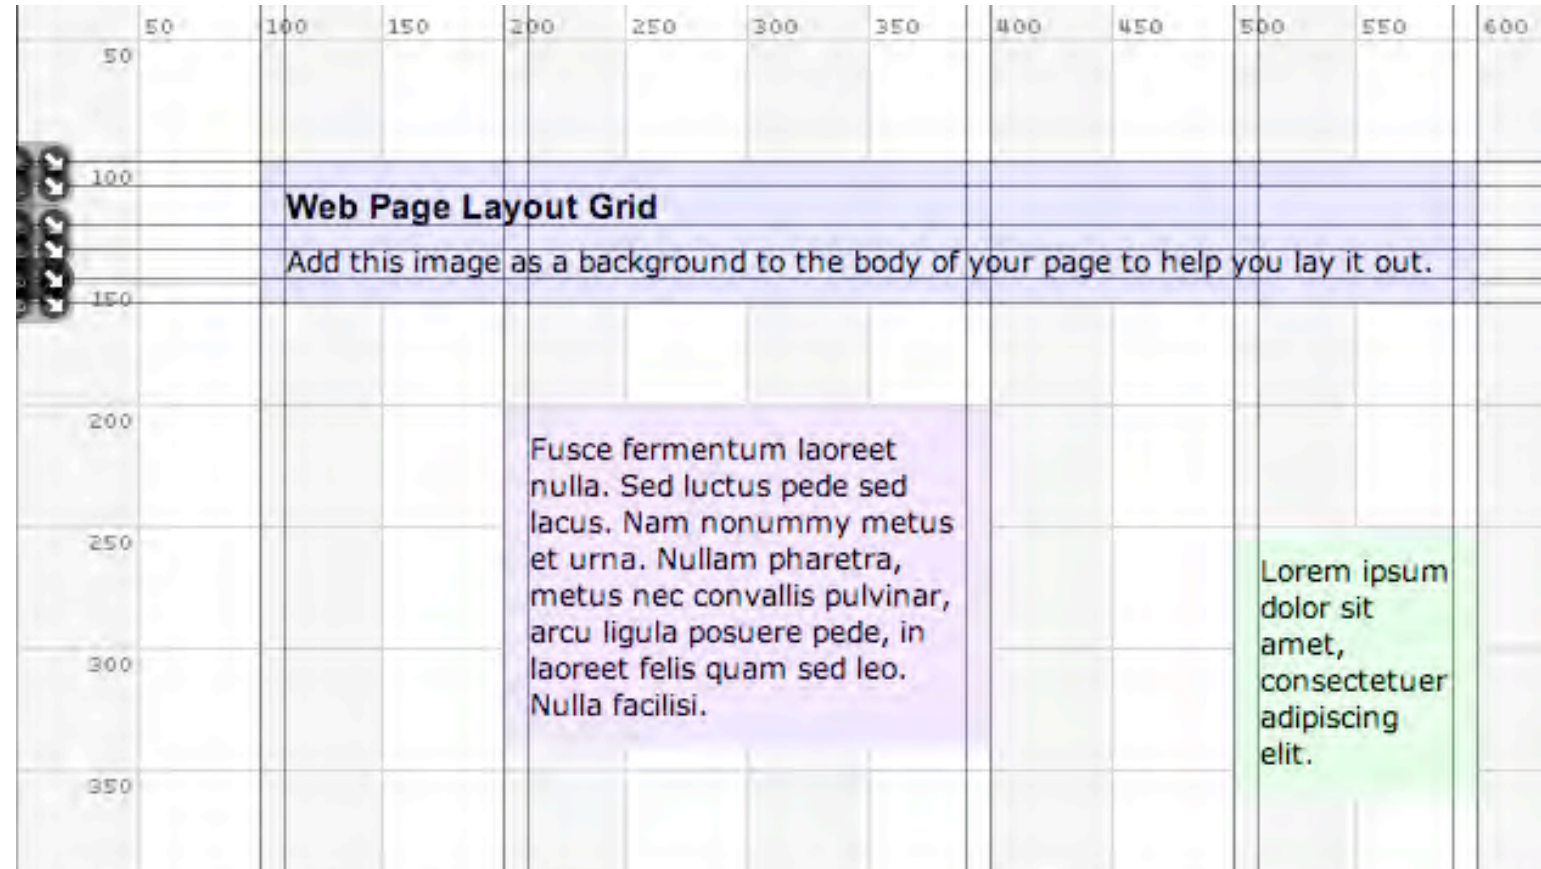 50 100 150 200 250 300 350 400 450 500 550 600
50
100
Web Page Layout Grid
Add this image as a background to the body of your page to help you lay it out.
150
200
Fusce fermentum laoreet
nulla. Sed luctus pede sed
lacus. Nam nonummy metus
et urna. Nullam pharetra,
metus nec convallis pulvinar,
arcu ligula posuere pede, in
laoreet felis quam sed leo.
Nulla facilisi.
250
Lorem ipsum
dolor sit
amet,
consectetuer
adipiscing
elit.
300
350